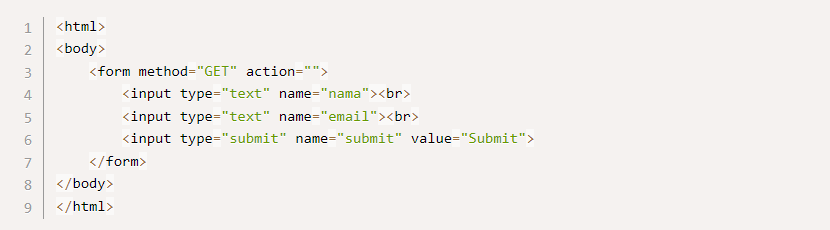 1 <html>
2 <body>
3     <form method="GET" action="">
4         <input type="text" name="nama"><br>
5         <input type="text" name="email"><br>
6         <input type="submit" name="submit" value="Submit">
7     </form>
8 </body>
9 </html>